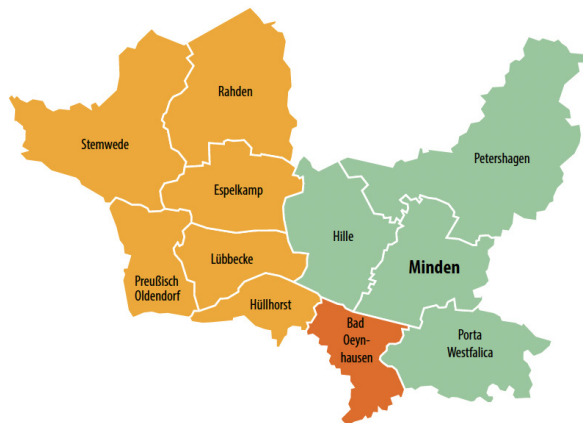 Rahden
Stemwede
Petershagen
Espelkamp
Hille
Lübbecke
Minden
Preußisch
Oldendorf
Hüllhorst
Bad
Oeyn-
hausen
Porta
Westfalica